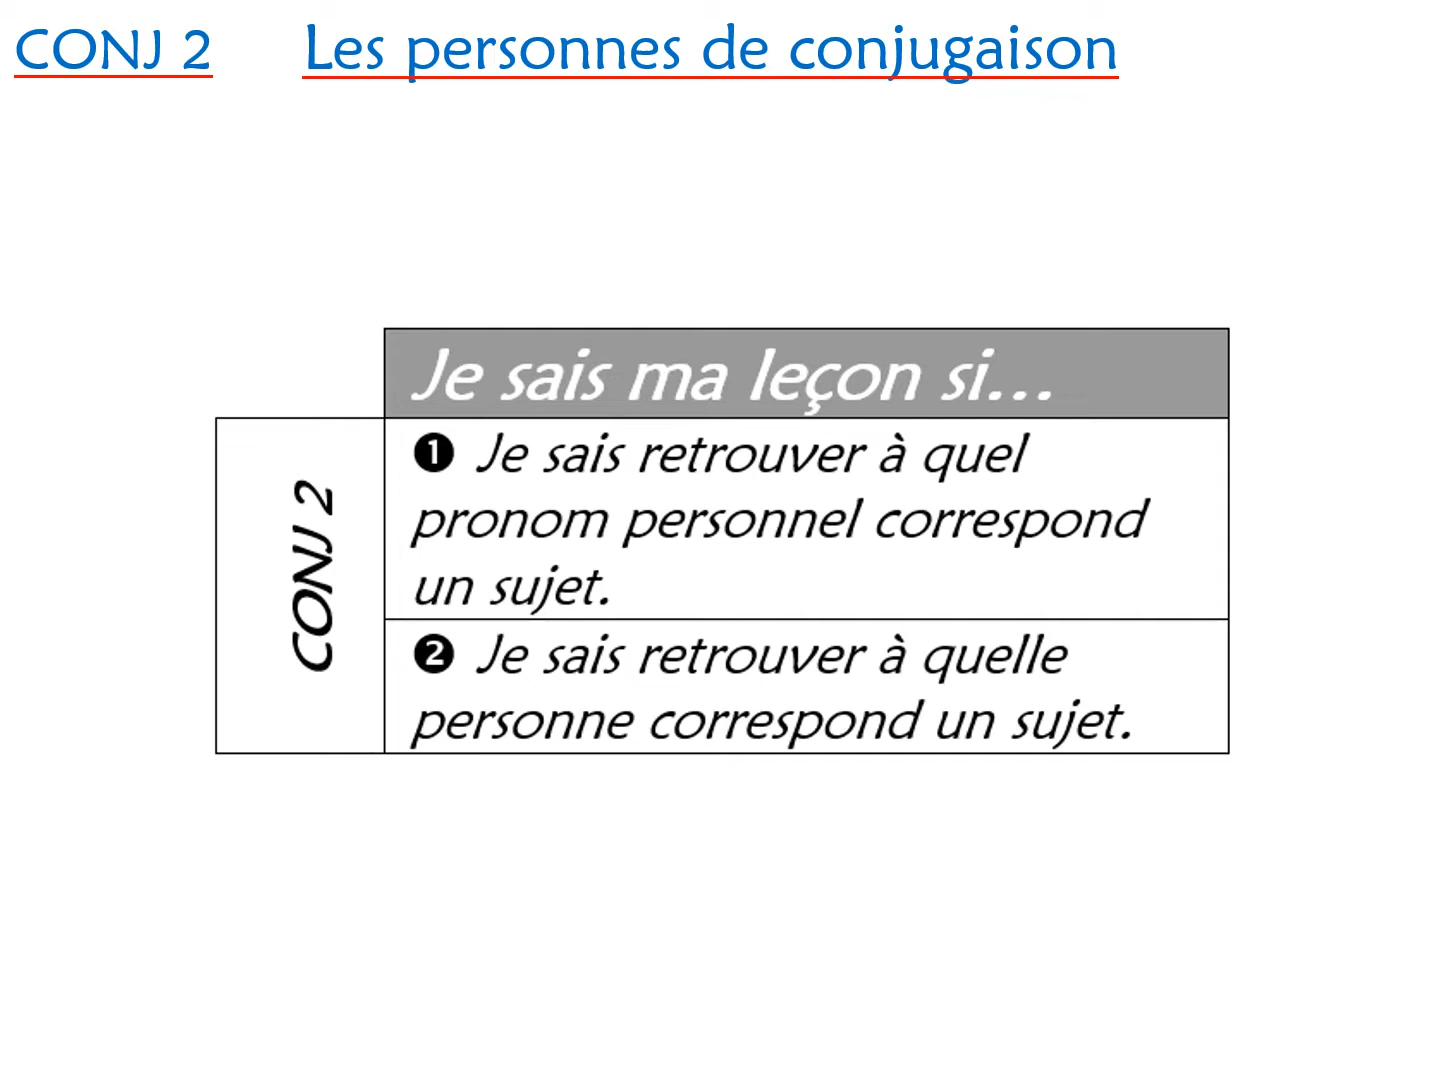 CONJ 2 Les personnes de conjugaison
Je sais ma leçon si...
CONJ 2
❶ Je sais retrouver à quel
pronom personnel correspond
un sujet.
❷ Je sais retrouver à quelle
personne correspond un sujet.